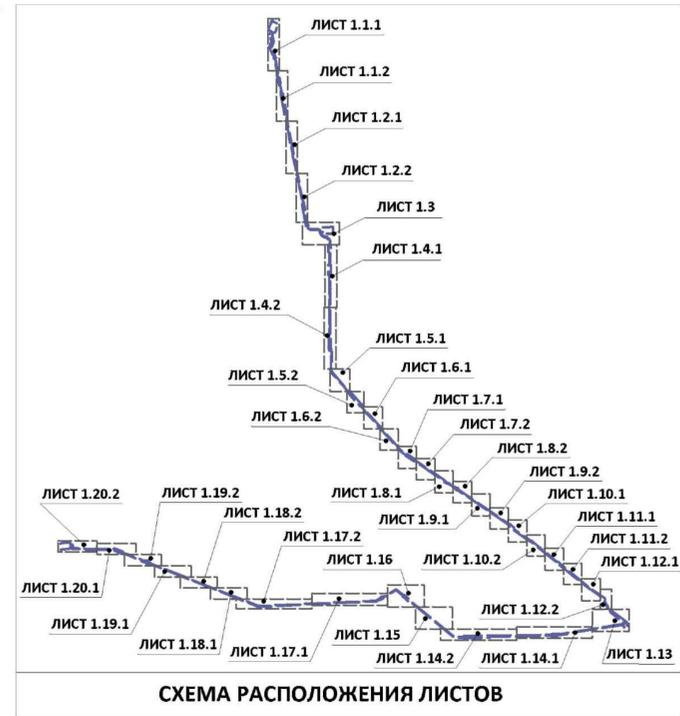 ЛИСТ 1.1.1
ЛИСТ 1.1.2
ЛИСТ 1.2.1
ЛИСТ 1.2.2
ЛИСТ 1.3
ЛИСТ 1.4.1
ЛИСТ 1.4.2
ЛИСТ 1.5.1
ЛИСТ 1.6.1
ЛИСТ 1.5.2
ЛИСТ 1.7.1
ЛИСТ 1.6.2
ЛИСТ 1.7.2
ЛИСТ 1.8.2
ЛИСТ 1.9.2
ЛИСТ 1.8.1
ЛИСТ 1.10.1
ЛИСТ 1.20.2
ЛИСТ 1.19.2
ЛИСТ 1.18.2
ЛИСТ 1.9.1
ЛИСТ 1.11.1
ЛИСТ 1.17.2
ЛИСТ 1.11.2
ЛИСТ 1.16
ЛИСТ 1.10.2
ЛИСТ 1.12.1
ЛИСТ 1.20.1
ЛИСТ 1.12.2
ЛИСТ 1.19.1
ЛИСТ 1.15
ЛИСТ 1.18.1
ЛИСТ 1.17.1
ЛИСТ 1.14.2
ЛИСТ 1.14.1
ЛИСТ 1.13
СХЕМА РАСПОЛОЖЕНИЯ ЛИСТОВ